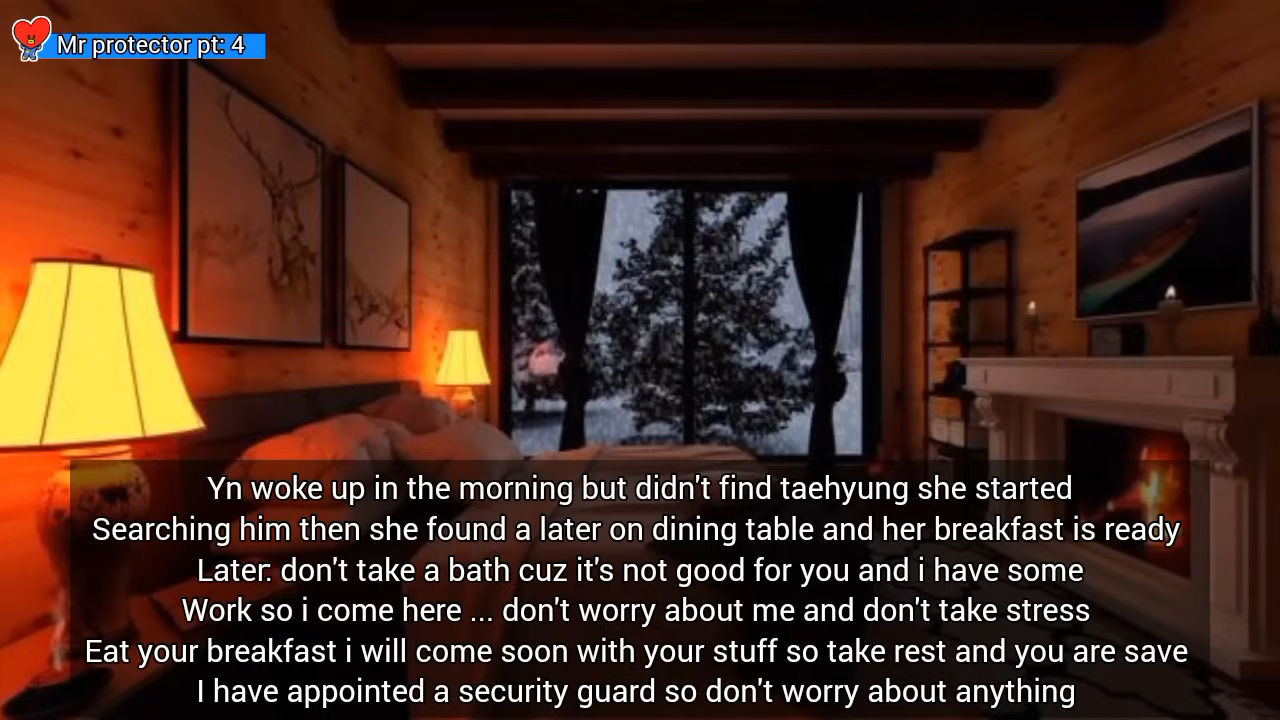 Mr protector pt: 4
Yn woke up in the morning but didn't find taehyung she started
Searching him then she found a later on dining table and her breakfast is ready
Later: don't take a bath cuz it's not good for you and i have some
Work so i come here ... don't worry about me and don't take stress
Eat your breakfast i will come soon with your stuff so take rest and you are save
I have appointed a security guard so don't worry about anything